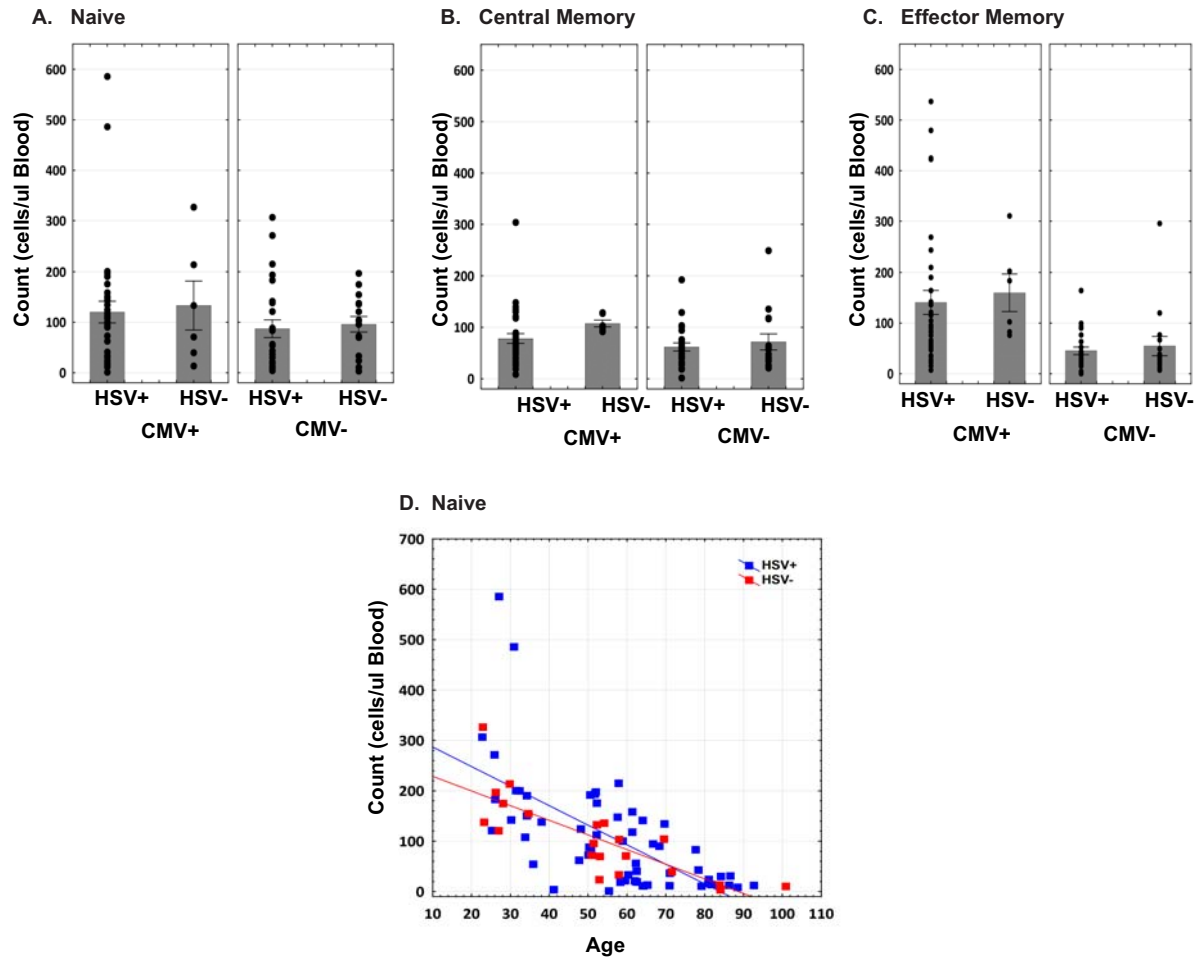 A. Naive
B. Central Memory
C. Effector Memory
Count (cells/ul Blood)
600
500
400
300
200
100
0
HSV+ HSV- HSV+ HSV-
CMV+ CMV-
Count (cells/ul Blood)
600
500
400
300
200
100
0
HSV+ HSV- HSV+ HSV-
CMV+ CMV-
Count (cells/ul Blood)
600
500
400
300
200
100
0
HSV+ HSV- HSV+ HSV-
CMV+ CMV-
D. Naive
Count (cells/ul Blood)
700
600
500
400
300
200
100
0
HSV+
HSV-
10 20 30 40 50 60 70 80 90 100 110
Age